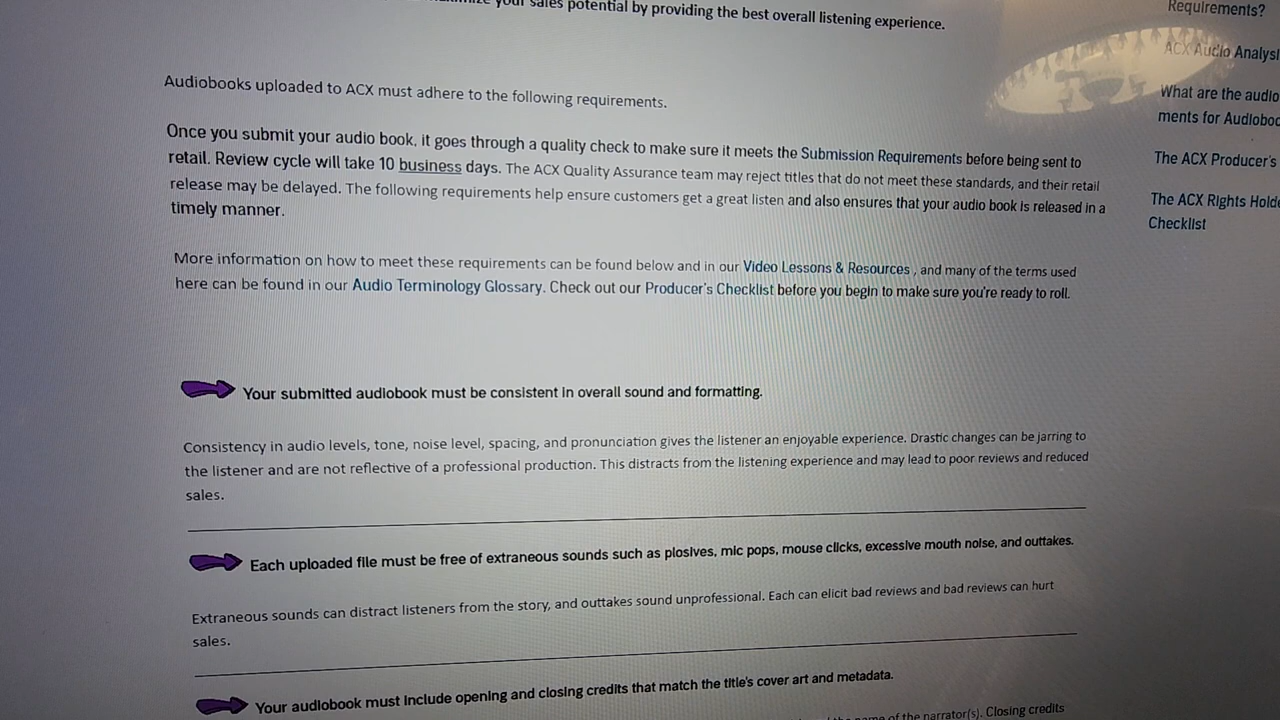 your sales potential by providing the best overall listening experience.
Requirements?
ACX Audio Analysi
What are the audio
ments for Audioboo
The ACX Producer's
The ACX Rights Holde
Checklist
Audiobooks uploaded to ACX must adhere to the following requirements.
Once you submit your audio book, it goes through a quality check to make sure it meets the Submission Requirements before being sent to
retail. Review cycle will take 10 business days. The ACX Quality Assurance team may reject titles that do not meet these standards, and their retail
release may be delayed. The following requirements help ensure customers get a great listen and also ensures that your audio book is released in a
timely manner.
More information on how to meet these requirements can be found below and in our Video Lessons & Resources , and many of the terms used
here can be found in our Audio Terminology Glossary. Check out our Producer's Checklist before you begin to make sure you're ready to roll.
Your submitted audiobook must be consistent in overall sound and formatting.
Consistency in audio levels, tone, noise level, spacing, and pronunciation gives the listener an enjoyable experience. Drastic changes can be jarring to
the listener and are not reflective of a professional production. This distracts from the listening experience and may lead to poor reviews and reduced
sales.
Each uploaded file must be free of extraneous sounds such as plosives, mic pops, mouse clicks, excessive mouth noise, and outtakes.
Extraneous sounds can distract listeners from the story, and outtakes sound unprofessional. Each can elicit bad reviews and bad reviews can hurt
sales.
Your audiobook must include opening and closing credits that match the title's cover art and metadata.
name of the narrator(s). Closing credits